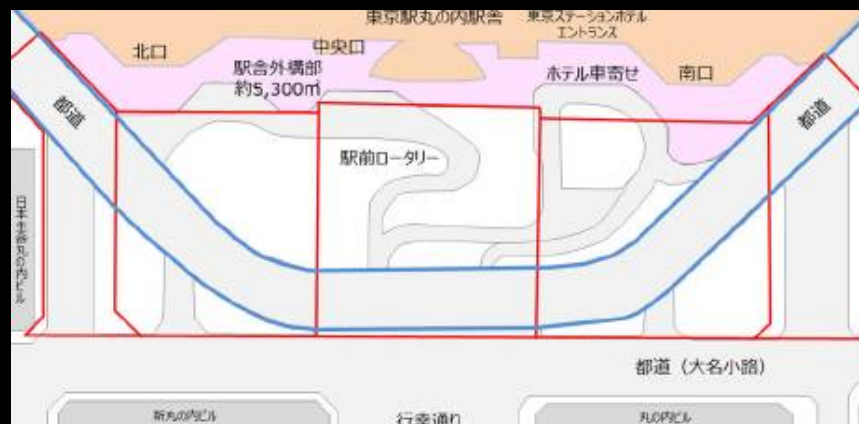 東京駅丸の内駅舎
東京ステーションホテル
エントランス
北口
中央口
駅舎外構部
約5,300㎡
ホテル車寄せ
南口
都道
都道
駅前ロータリー
日本生命丸の内ビル
都道（大名小路）
新丸の内ビル
行幸通り
丸の内ビル